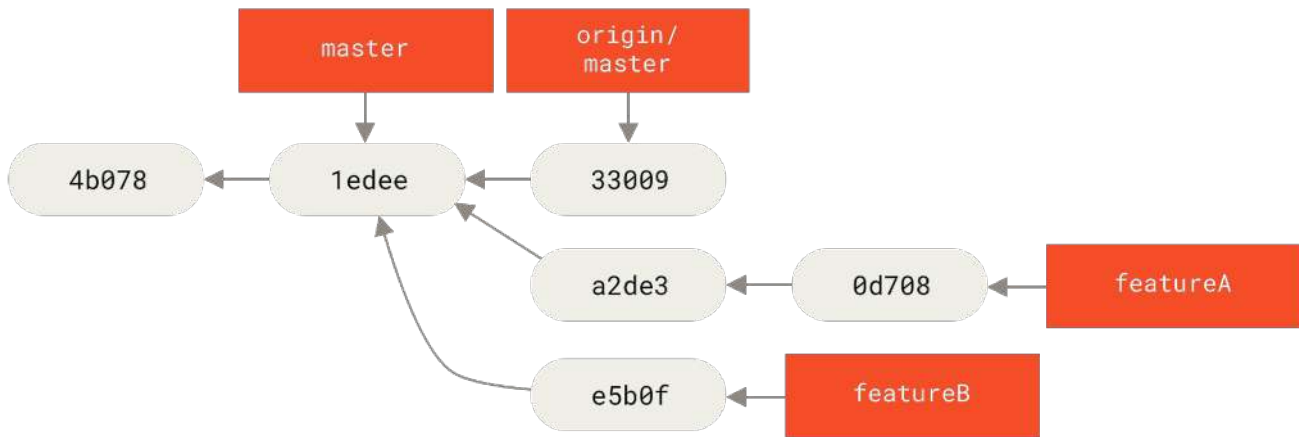 master
origin/
master
4b078
1edee
33009
a2de3
0d708
featureA
e5b0f
featureB